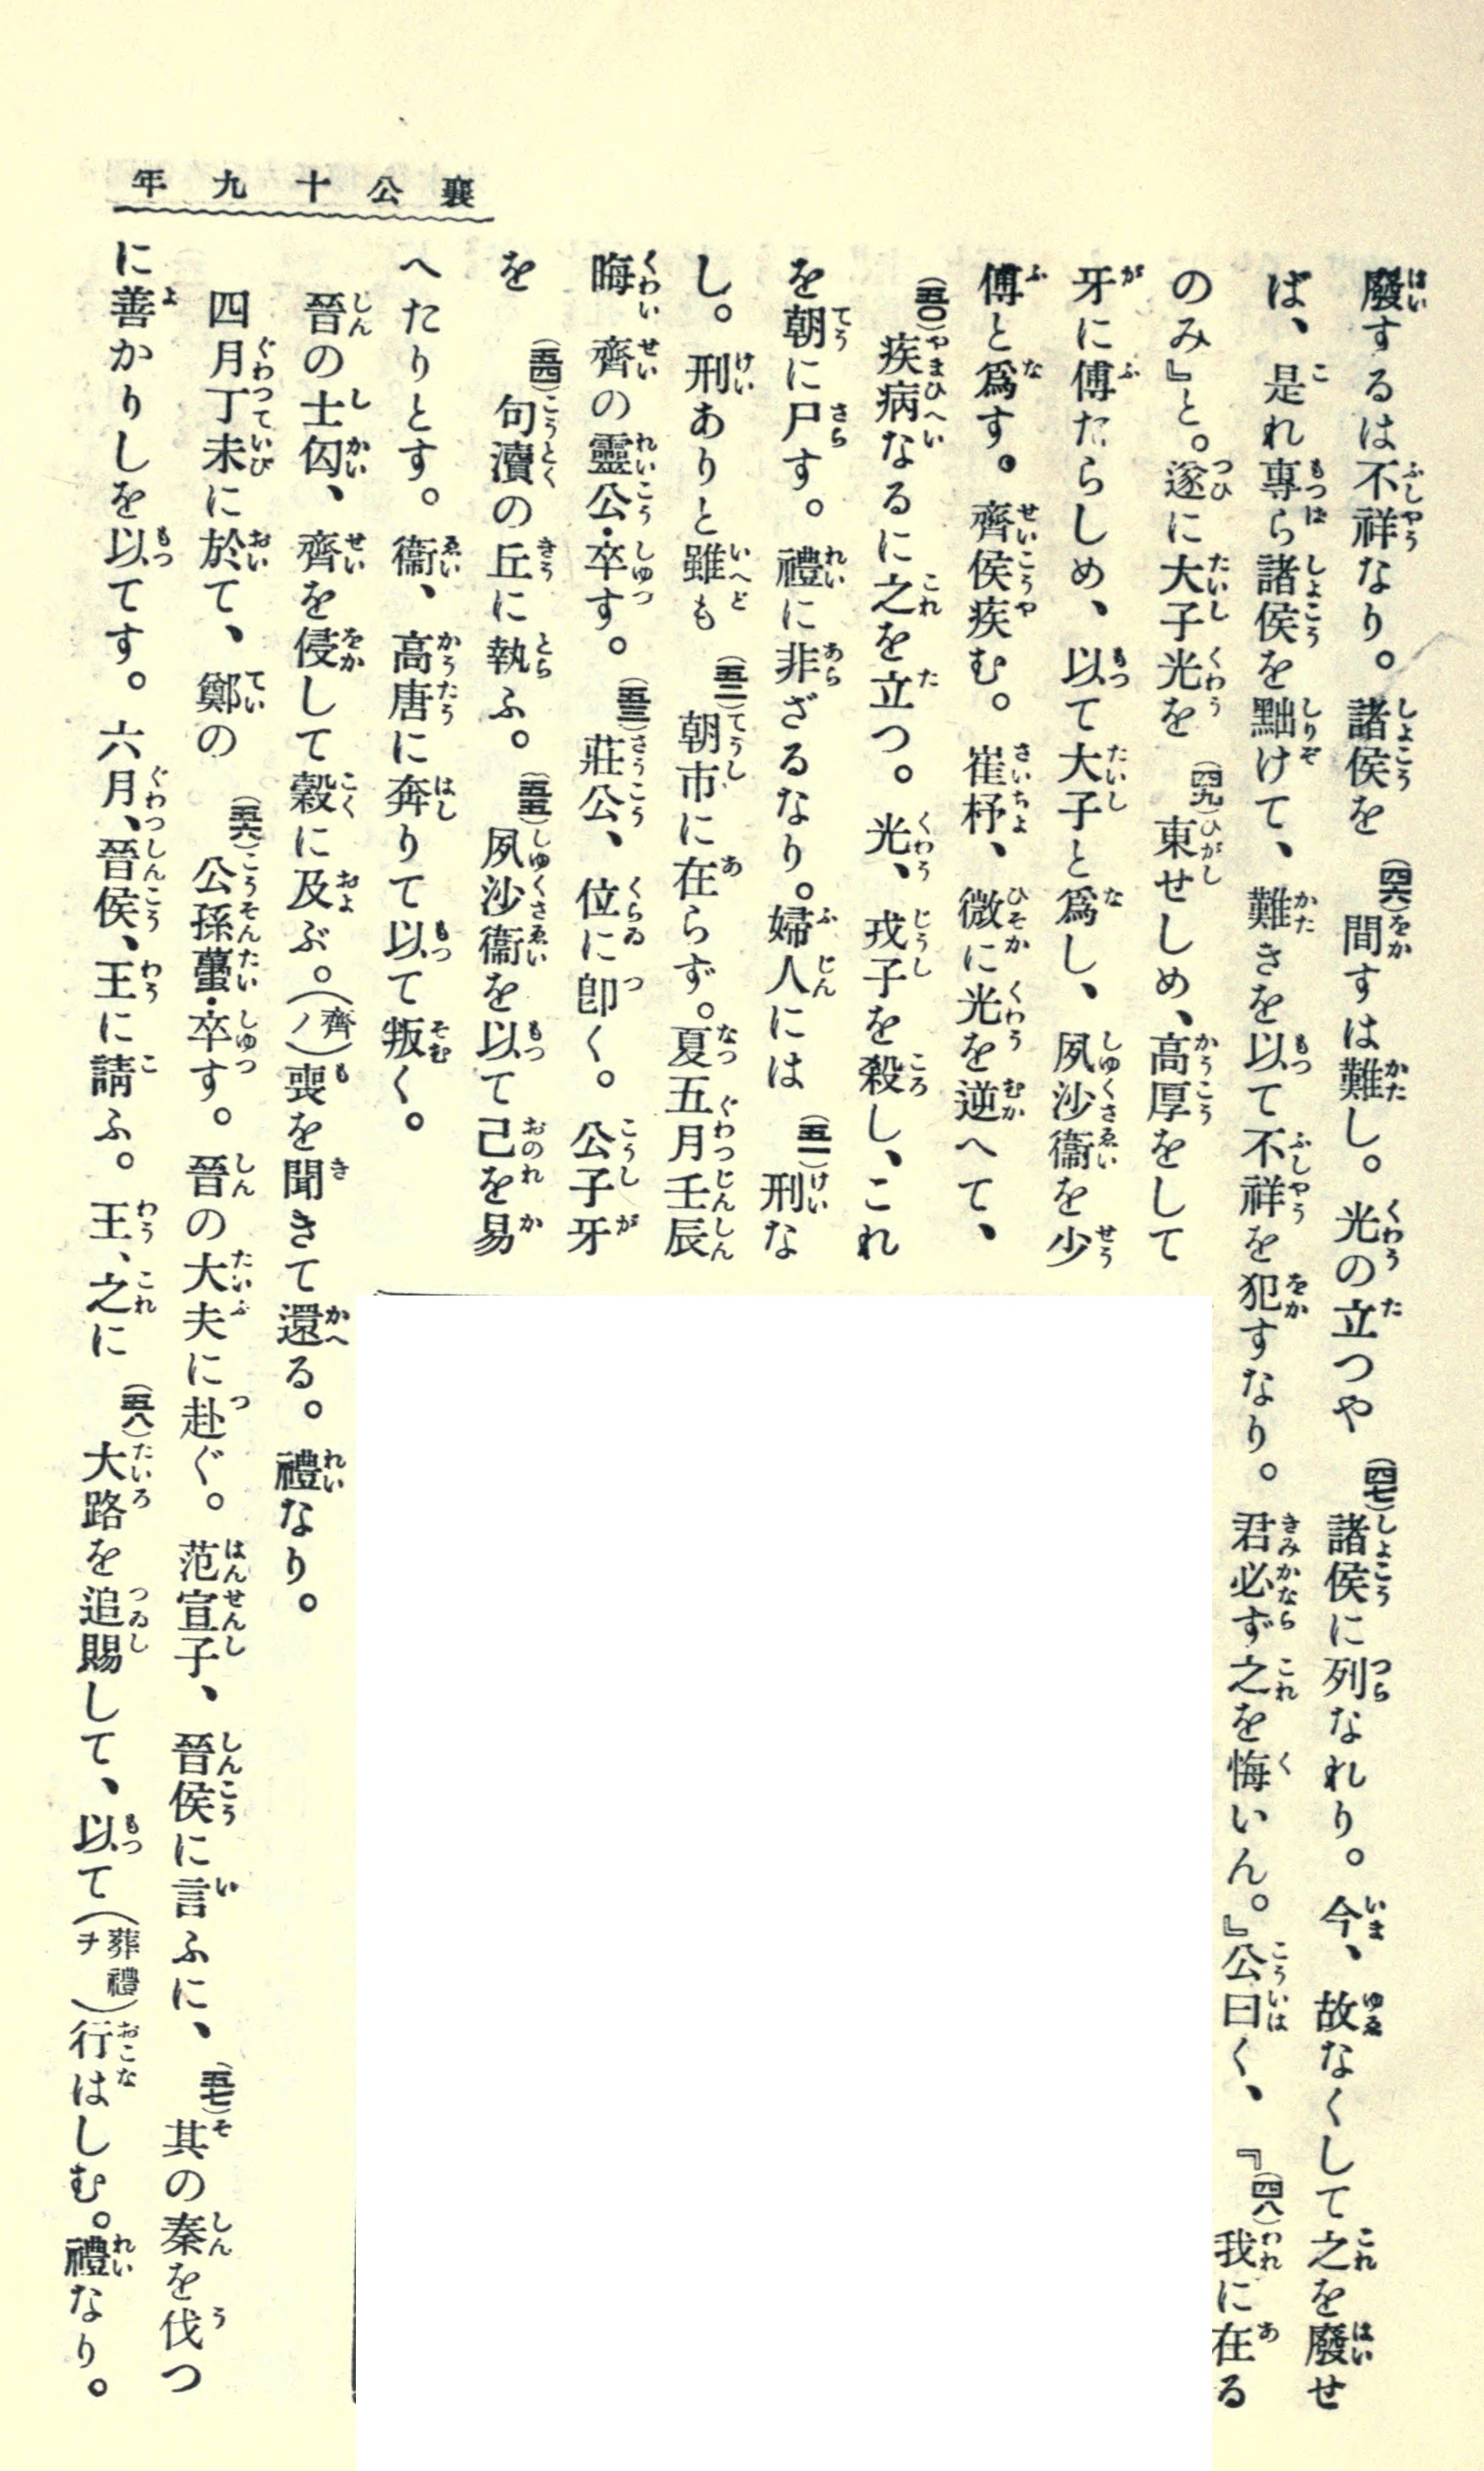 襄公十九年
廢するは不祥なり。諸侯を(四六)間すは難し。光の立つや(四七)諸侯に列なれり。今、故なくして之を廢せ
ば、是れ專ら諸侯を黜けて、難きを以て不祥を犯すなり。君必ず之を悔いん。』公曰く、『(四八)我に在る
のみ』と。遂に大子光を(四九)東せしめ、高厚をして
牙に傅たらしめ、以て大子と爲し、夙沙衞を少
傅と爲す。齊侯疾む。崔杼、微に光を逆へて、
(五〇)疾病なるに之を立つ。光、戎子を殺し、これ
を朝に尸す。禮に非ざるなり。婦人には(五一)刑な
し。刑ありと雖も(五二)朝市に在らず。夏五月壬辰
晦、齊の靈公・卒す。(五三)莊公、位に卽く。公子牙
を(五四)句瀆の丘に執ふ。(五五)夙沙衞を以て己を易
へたりとす。衞、高唐に奔りて以て叛く。
晉の士匃、齊を侵して穀に及ぶ。(齊ノ)喪を聞きて還る。禮なり。
四月丁未に於て、鄭の(五六)公孫蠆・卒す。晉の大夫に赴ぐ。范宣子、晉侯に言ふに、(五七)其の秦を伐つ
に善かりしを以てす。六月、晉侯、王に請ふ。王、之に(五八)大路を追賜して、以て(葬禮ヲ)行はしむ。禮なり。